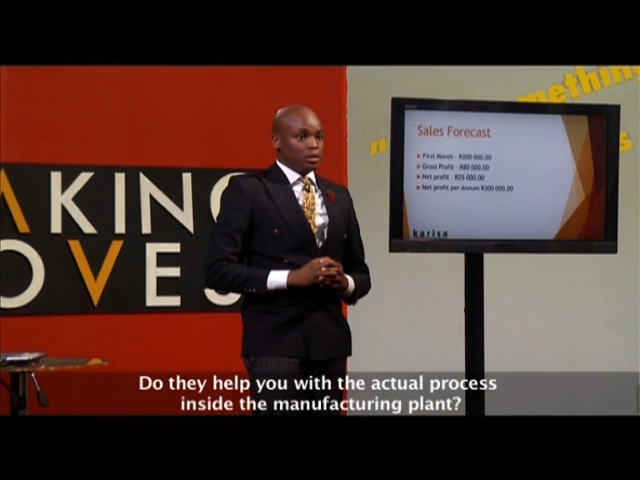 mething
AKING
OVES
Sales Forecast
First Month - R200 000.00
Gross Profit - R80 000.00
Net profit - R25 000.00
Net profit per Annum R300 000.00
karisa
Do they help you with the actual process
inside the manufacturing plant?